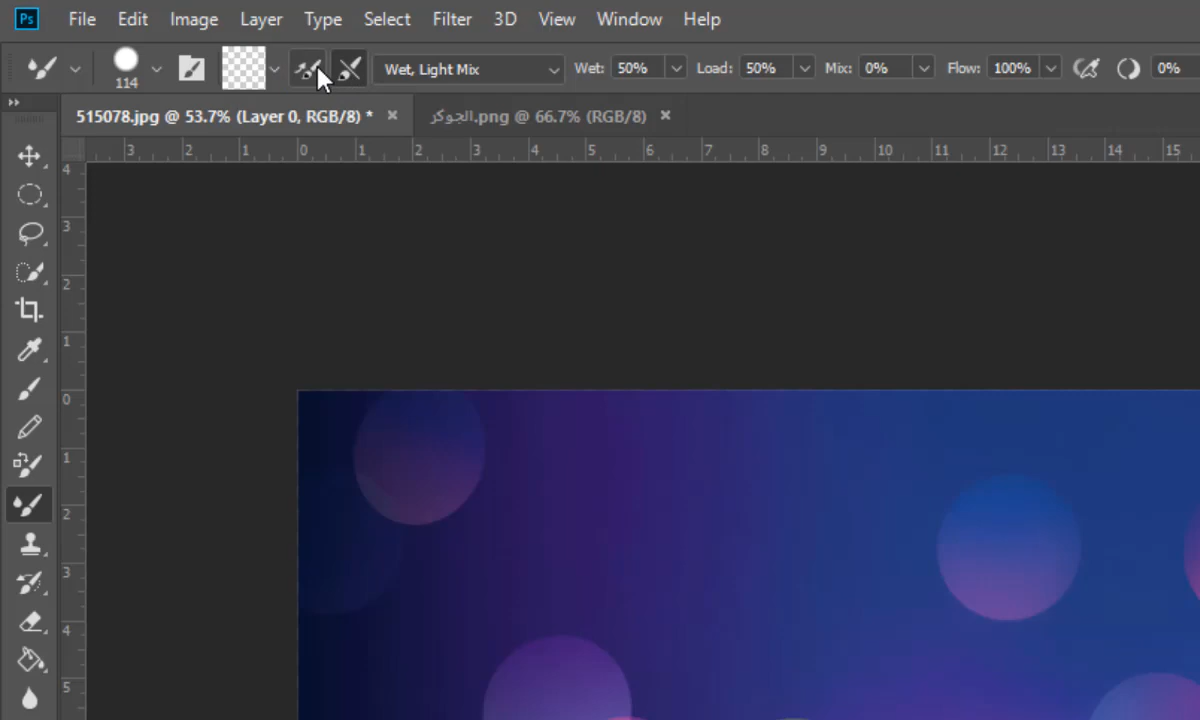 Ps File Edit Image Layer Type Select Filter 3D View Window Help
114 Wet, Light Mix Wet: 50% Load: 50% Mix: 0% Flow: 100% 0%
515078.jpg @ 53.7% (Layer 0, RGB/8) * × الجوكر.png @ 66.7% (RGB/8) ×
3 2 1 0 1 2 3 4 5 6 7 8 9 10 11 12 13 14 15
4
3
2
1
0
1
2
3
4
5